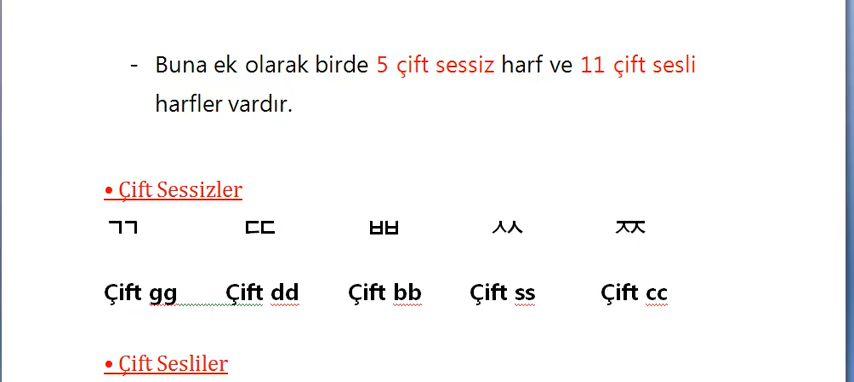 - Buna ek olarak birde 5 çift sessiz harf ve 11 çift sesli
harfler vardır.
• Çift Sessizler
ㄲ ㄸ ㅃ ㅆ ㅉ
Çift gg Çift dd Çift bb Çift ss Çift cc
• Çift Sesliler